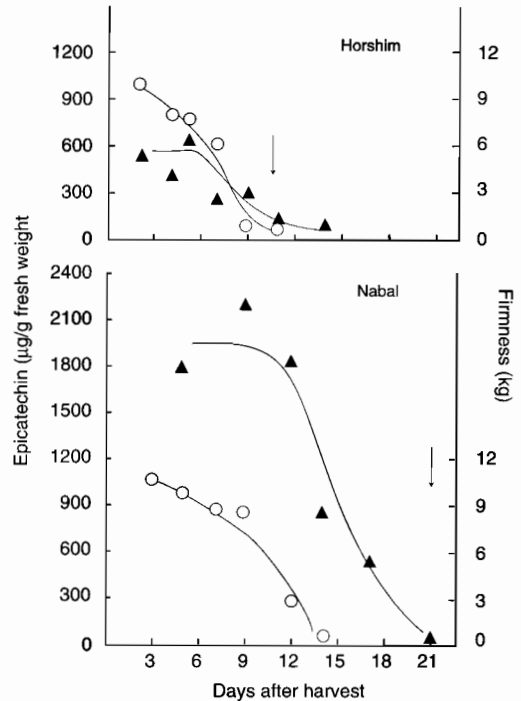 Horshim
1200 12
900 9
600 6
300 3
0 0
2400
Nabal
2100
1800
1500
1200 12
900 9
600 6
300 3
0 0
3 6 9 12 15 18 21
Days after harvest
Epicatechin (μg/g fresh weight)
Firmness (kg)